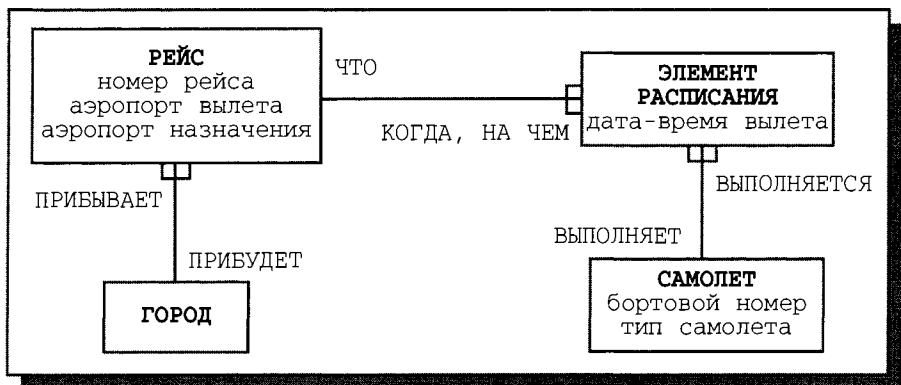 РЕЙС
номер рейса
аэропорт вылета
аэропорт назначения
ЧТО
КОГДА, НА ЧЕМ
ЭЛЕМЕНТ
РАСПИСАНИЯ
дата-время вылета
ПРИБЫВАЕТ
ПРИБУДЕТ
ГОРОД
ВЫПОЛНЯЕТСЯ
ВЫПОЛНЯЕТ
САМОЛЕТ
бортовой номер
тип самолета